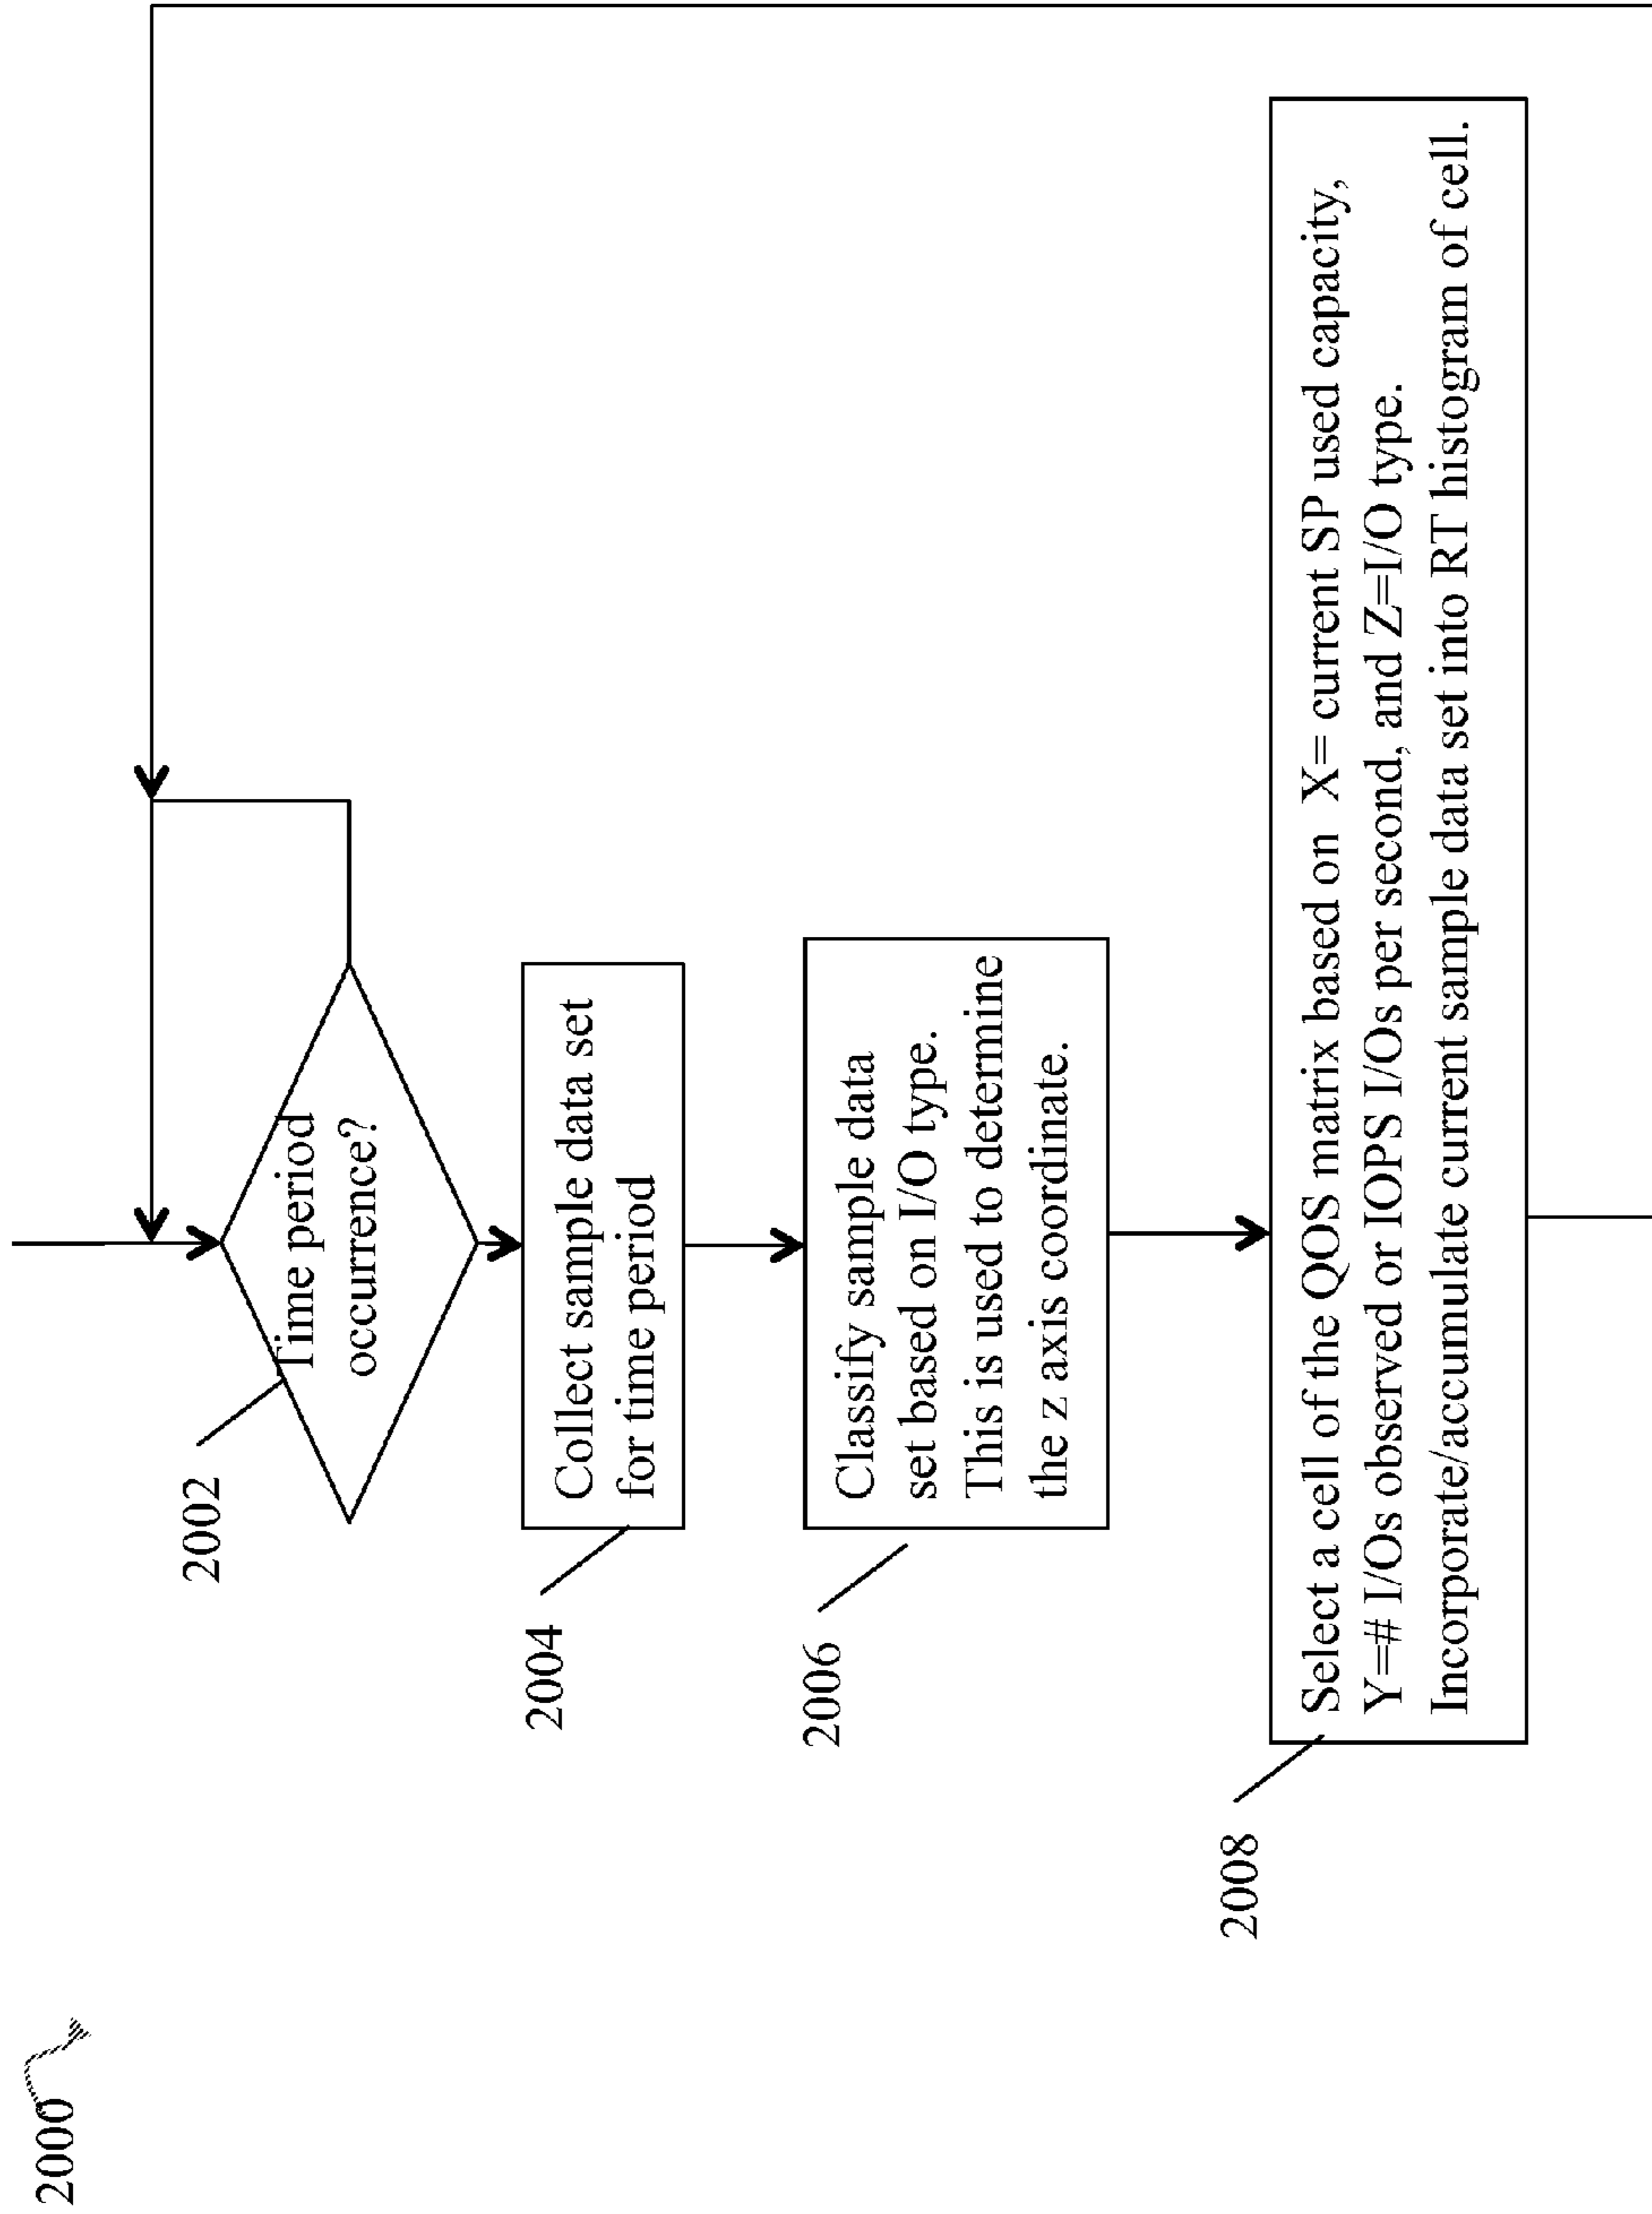 2000
2002
Time period
occurrence?
2004
Collect sample data set
for time period
2006
Classify sample data
set based on I/O type.
This is used to determine
the z axis coordinate.
2008
Select a cell of the QOS matrix based on X= current SP used capacity,
Y=# I/Os observed or IOPS I/Os per second, and Z=I/O type.
Incorporate/accumulate current sample data set into RT histogram of cell.